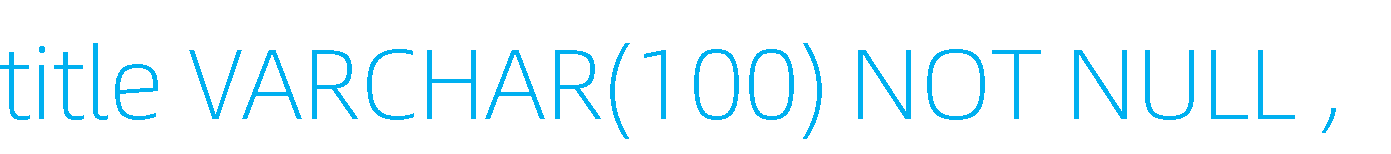 title VARCHAR(100) NOT NULL ,